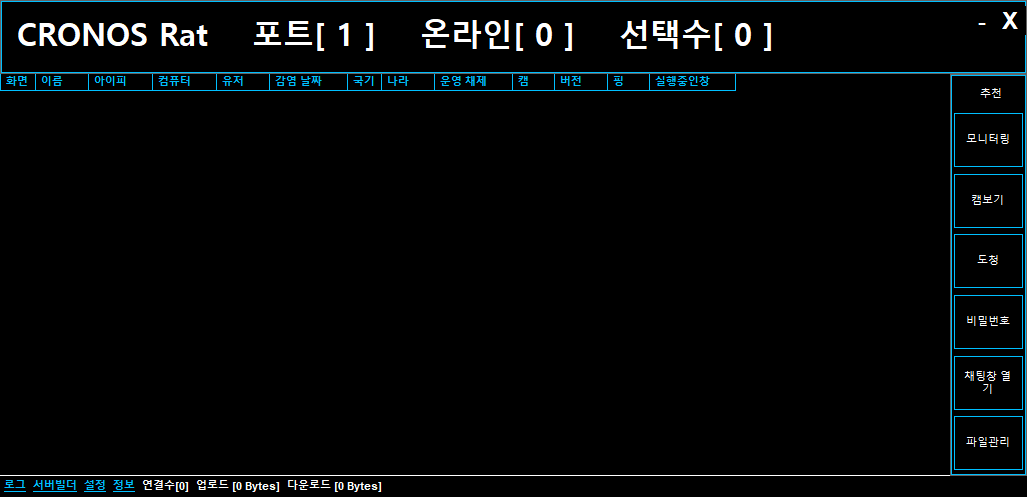 CRONOS Rat 포트[ 1 ] 온라인[ 0 ] 선택수[ 0 ] - X
화면 이름 아이피 컴퓨터 유저 감염 날짜 국기 나라 운영 채제 캠 버전 핑 실행중인창
추천
모니터링
캠보기
도청
비밀번호
채팅창 열
기
파일관리
로그 서버빌더 설정 정보 연결수[0] 업로드 [0 Bytes] 다운로드 [0 Bytes]